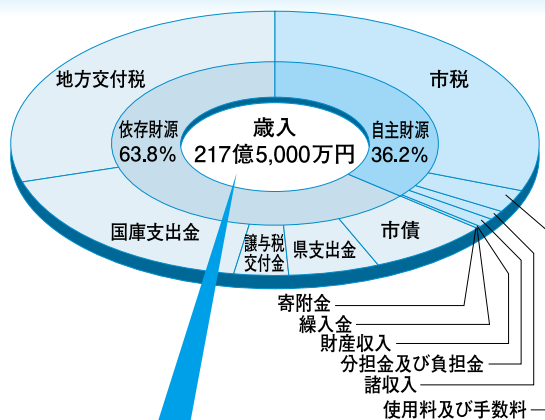 地方交付税
市税
依存財源
63.8%
歳入
217億5,000万円
自主財源
36.2%
国庫支出金
譲与税
交付金
県支出金
市債
寄附金
繰入金
財産収入
分担金及び負担金
諸収入
使用料及び手数料